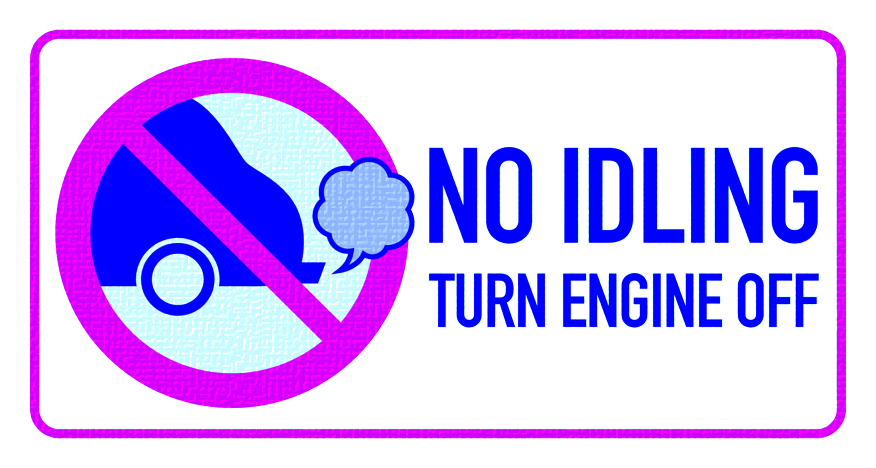 NO IDLING
TURN ENGINE OFF